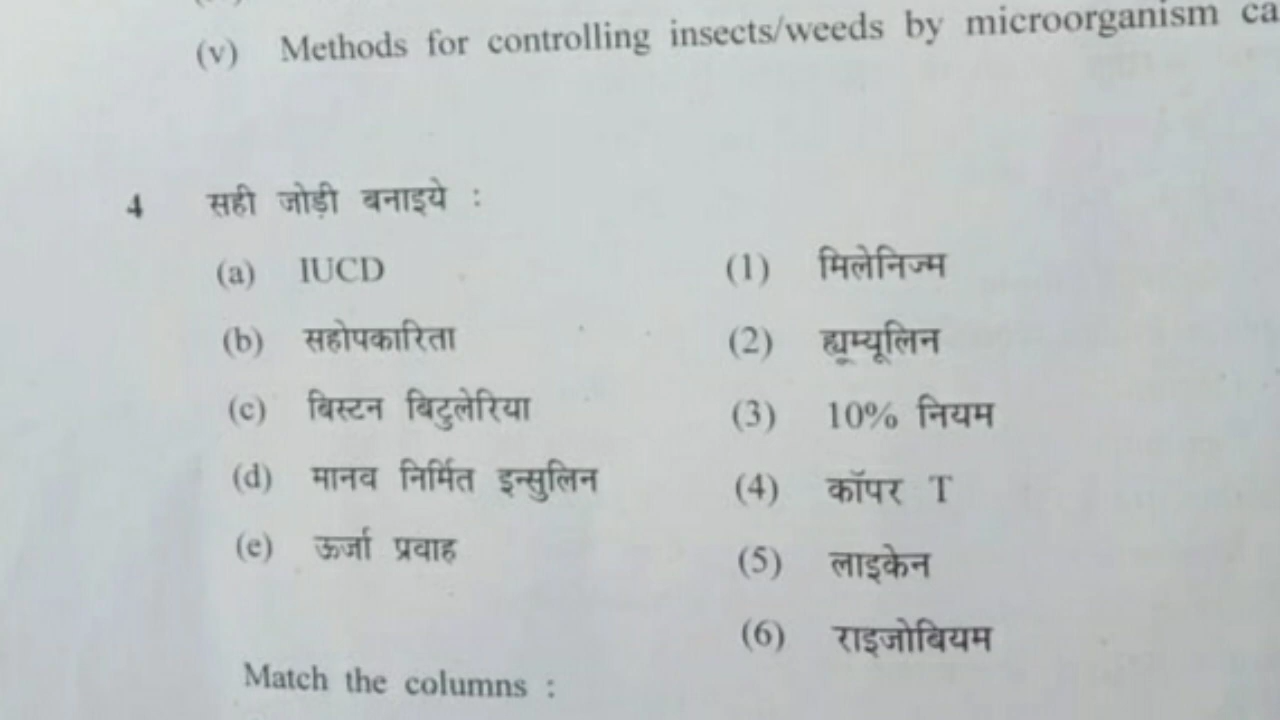 (v) Methods for controlling insects/weeds by microorganism ca
4 सही जोड़ी बनाइये :
(a) IUCD (1) मिलेनिज्म
(b) सहोपकारिता (2) ह्यूम्यूलिन
(c) बिस्टन बिटुलेरिया (3) 10% नियम
(d) मानव निर्मित इन्सुलिन (4) कॉपर T
(e) ऊर्जा प्रवाह (5) लाइकेन
(6) राइजोबियम
Match the columns :